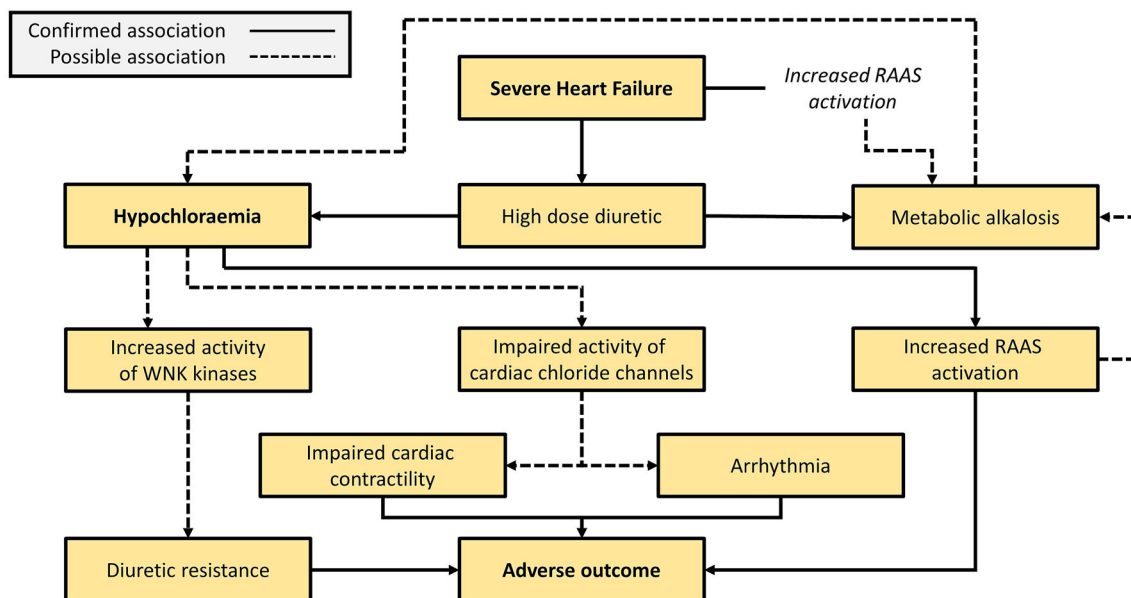 Confirmed association
Possible association
Severe Heart Failure
Increased RAAS
activation
Hypochloraemia
High dose diuretic
Metabolic alkalosis
Increased activity
of WNK kinases
Impaired activity of
cardiac chloride channels
Increased RAAS
activation
Impaired cardiac
contractility
Arrhythmia
Diuretic resistance
Adverse outcome